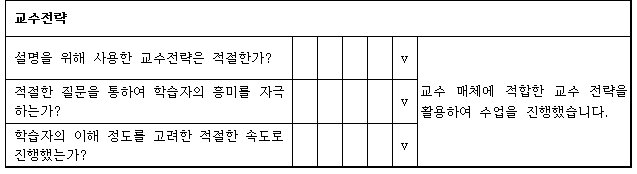 교수전략
설명을 위해 사용한 교수전략은 적절한가?
v
적절한 질문을 통하여 학습자의 흥미를 자극
하는가?
v
학습자의 이해 정도를 고려한 적절한 속도로
진행했는가?
v
교수 매체에 적합한 교수 전략을
활용하여 수업을 진행했습니다.